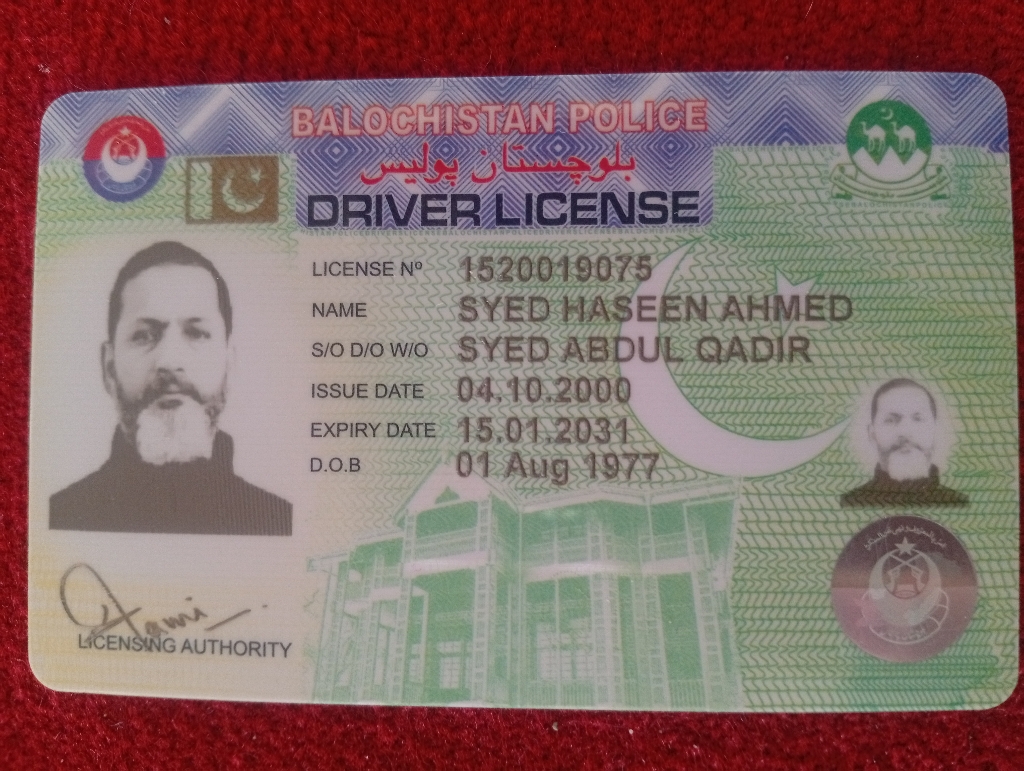 BALOCHISTAN POLICE
بلوچستان پولیس
DRIVER LICENSE
LICENSE Nº 1520019075
NAME SYED HASEEN AHMED
S/O D/O W/O SYED ABDUL QADIR
ISSUE DATE 04.10.2000
EXPIRY DATE 15.01.2031
D.O.B 01 Aug 1977
LICENSING AUTHORITY